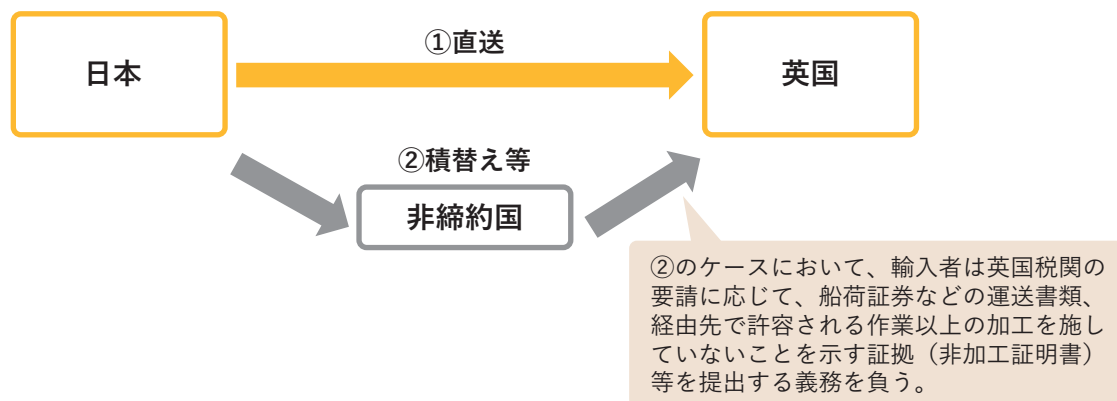 ①直送
日本
英国
②積替え等
非締約国
②のケースにおいて、輸入者は英国税関の
要請に応じて、船荷証券などの運送書類、
経由先で許容される作業以上の加工を施し
ていないことを示す証拠（非加工証明書）
等を提出する義務を負う。